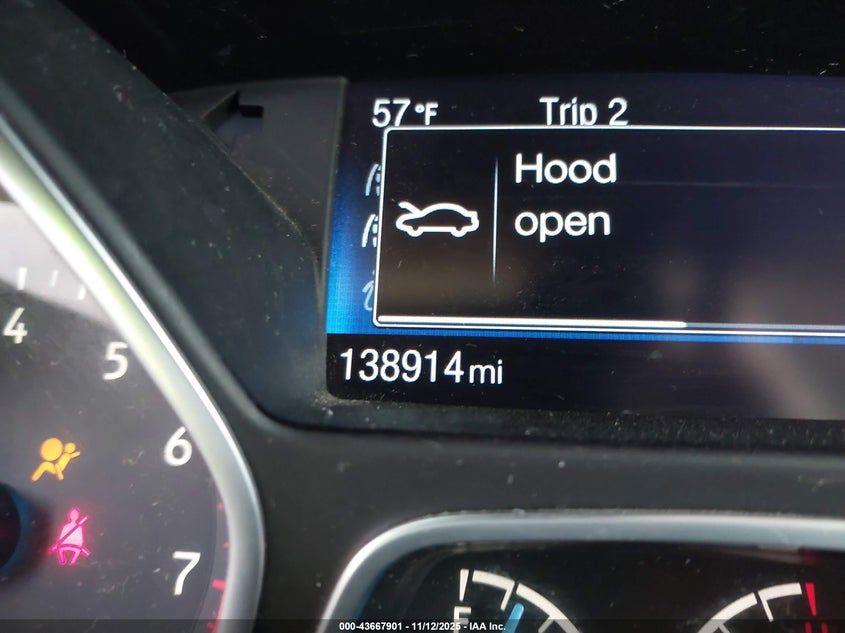 57°F Trip 2
Hood
open
138914 mi
4
5
6
7
E
000-43667901 - 11/12/2025 - IAA Inc.